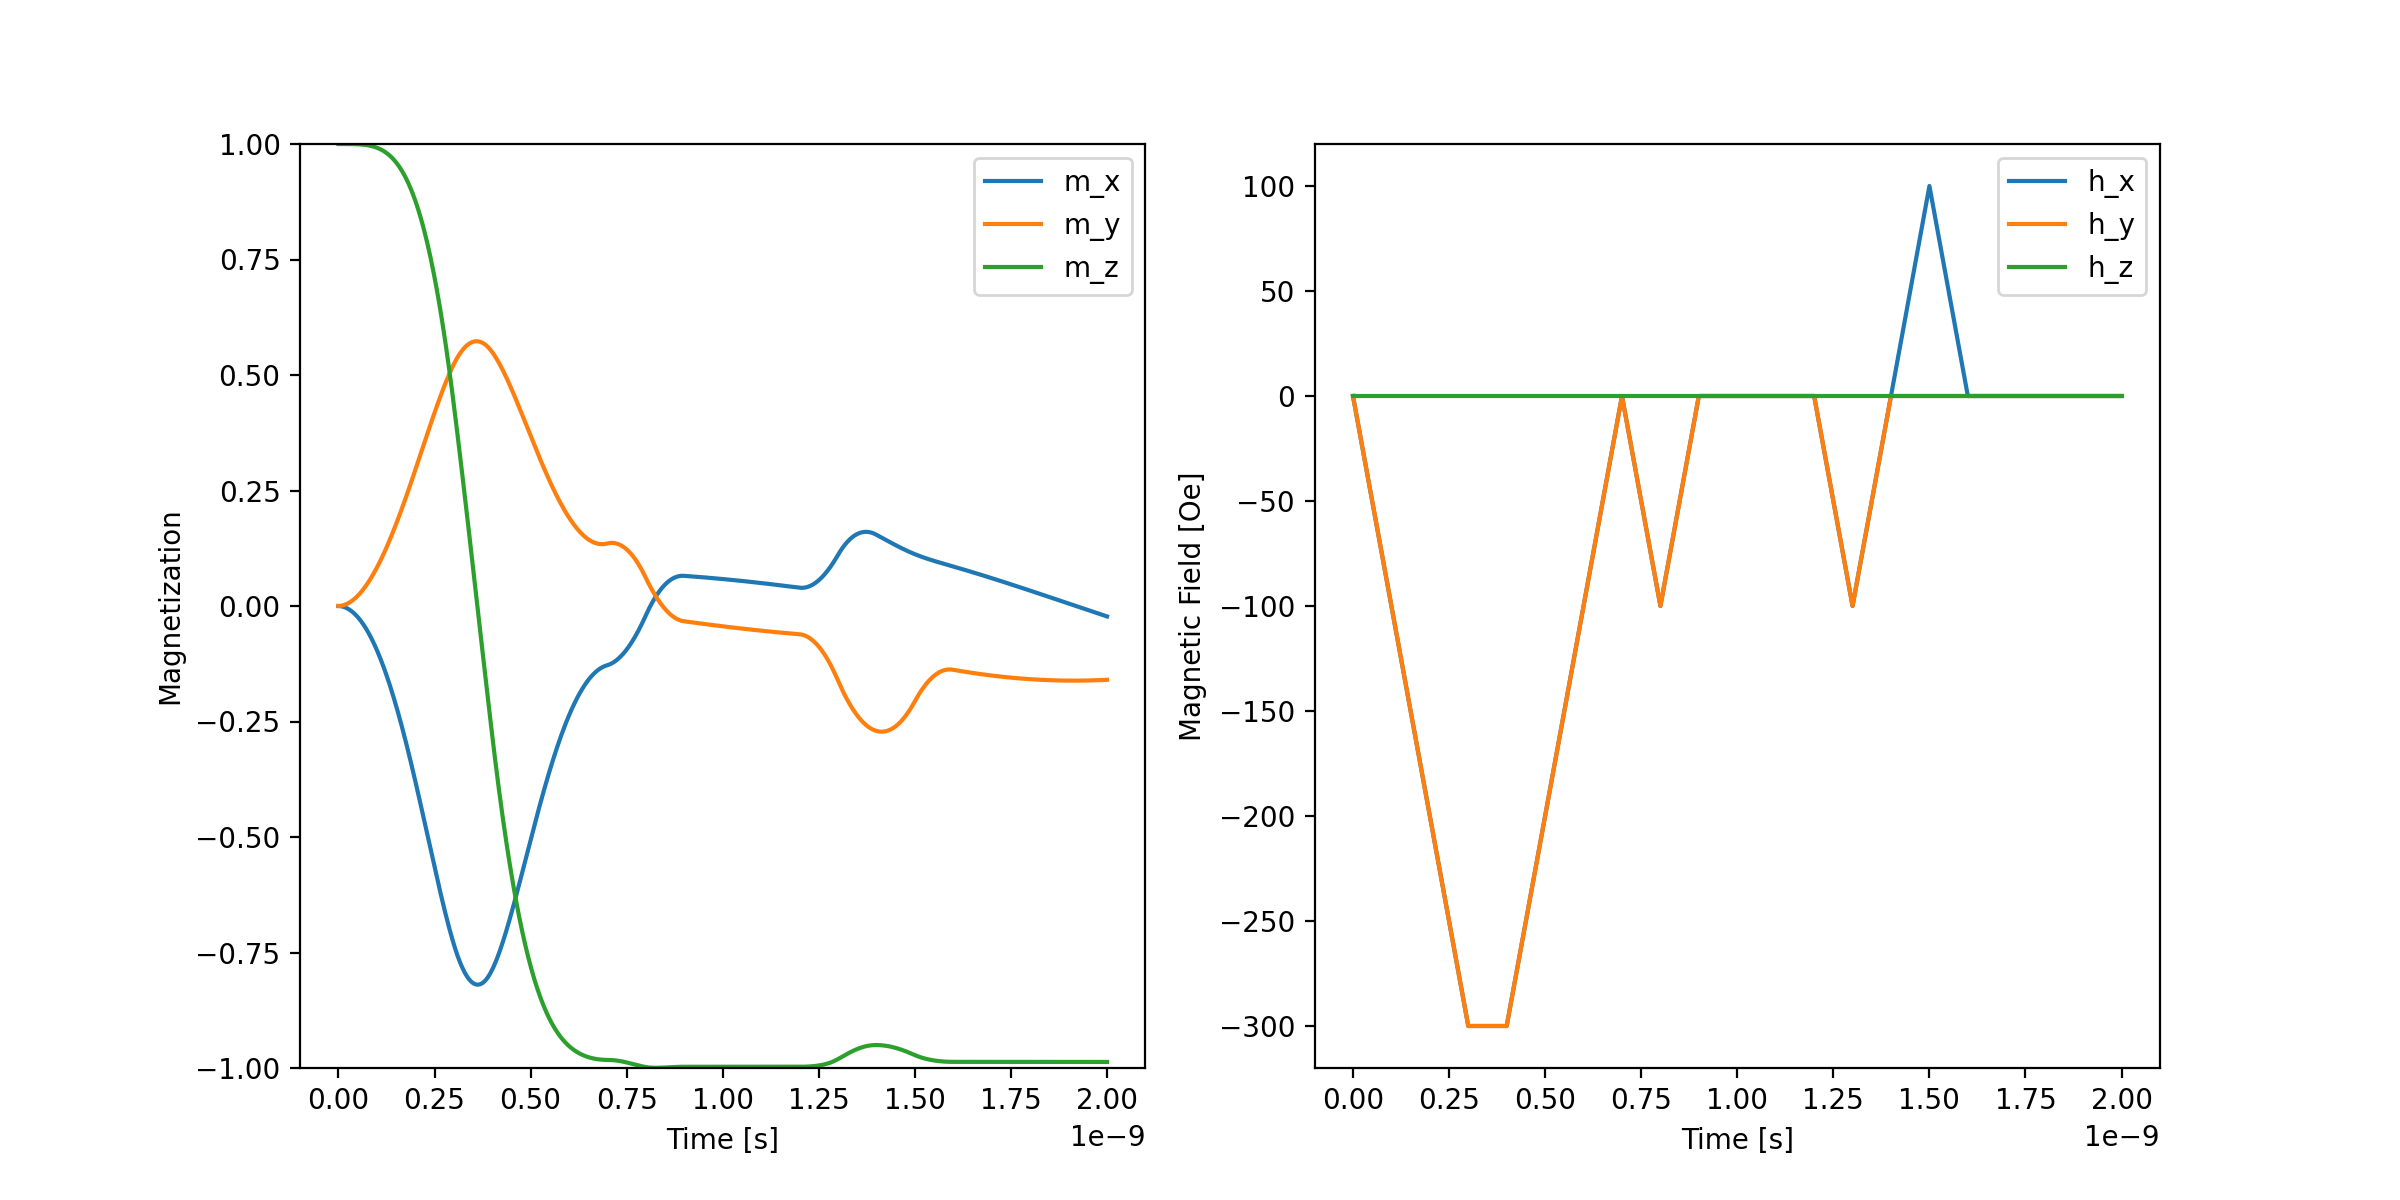 1.00
0.75
0.50
0.25
0.00
−0.25
−0.50
−0.75
−1.00
Magnetization
m_x
m_y
m_z
0.00 0.25 0.50 0.75 1.00 1.25 1.50 1.75 2.00
Time [s]
1e−9
100
50
0
−50
−100
−150
−200
−250
−300
Magnetic Field [Oe]
h_x
h_y
h_z
0.00 0.25 0.50 0.75 1.00 1.25 1.50 1.75 2.00
Time [s]
1e−9